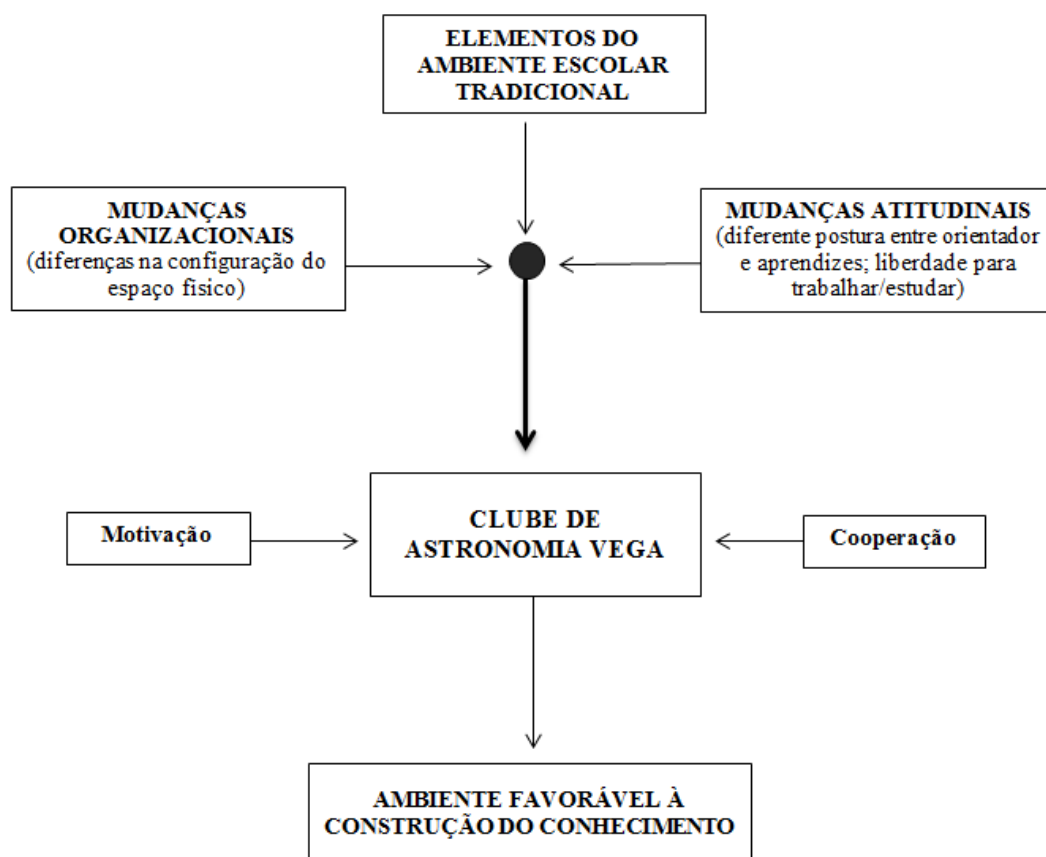 ELEMENTOS DO
AMBIENTE ESCOLAR
TRADICIONAL
MUDANÇAS
ORGANIZACIONAIS
(diferenças na configuração do
espaço físico)
MUDANÇAS ATITUDINAIS
(diferente postura entre orientador
e aprendizes; liberdade para
trabalhar/estudar)
Motivação
CLUBE DE
ASTRONOMIA VEGA
Cooperação
AMBIENTE FAVORÁVEL À
CONSTRUÇÃO DO CONHECIMENTO